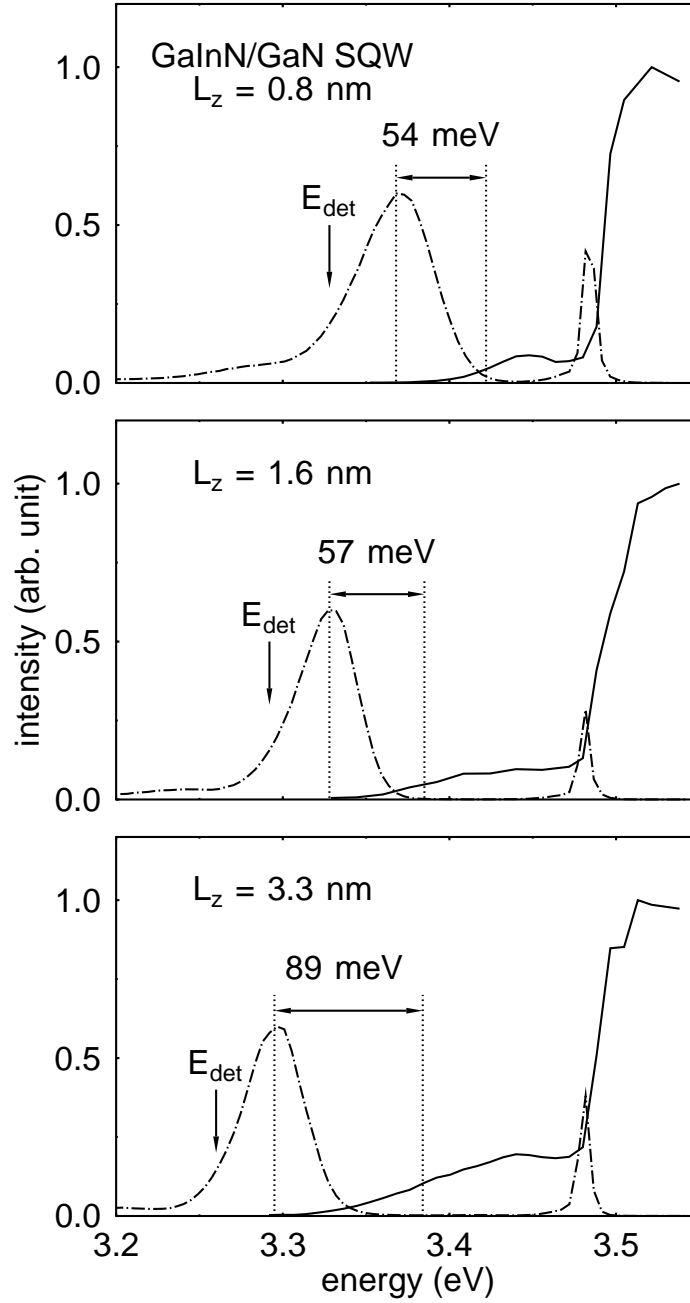 GaInN/GaN SQW
L_z = 0.8 nm
1.0
54 meV
E_det
0.5
0.0
L_z = 1.6 nm
1.0
57 meV
E_det
0.5
0.0
intensity (arb. unit)
L_z = 3.3 nm
1.0
89 meV
E_det
0.5
0.0
3.2 3.3 3.4 3.5
energy (eV)